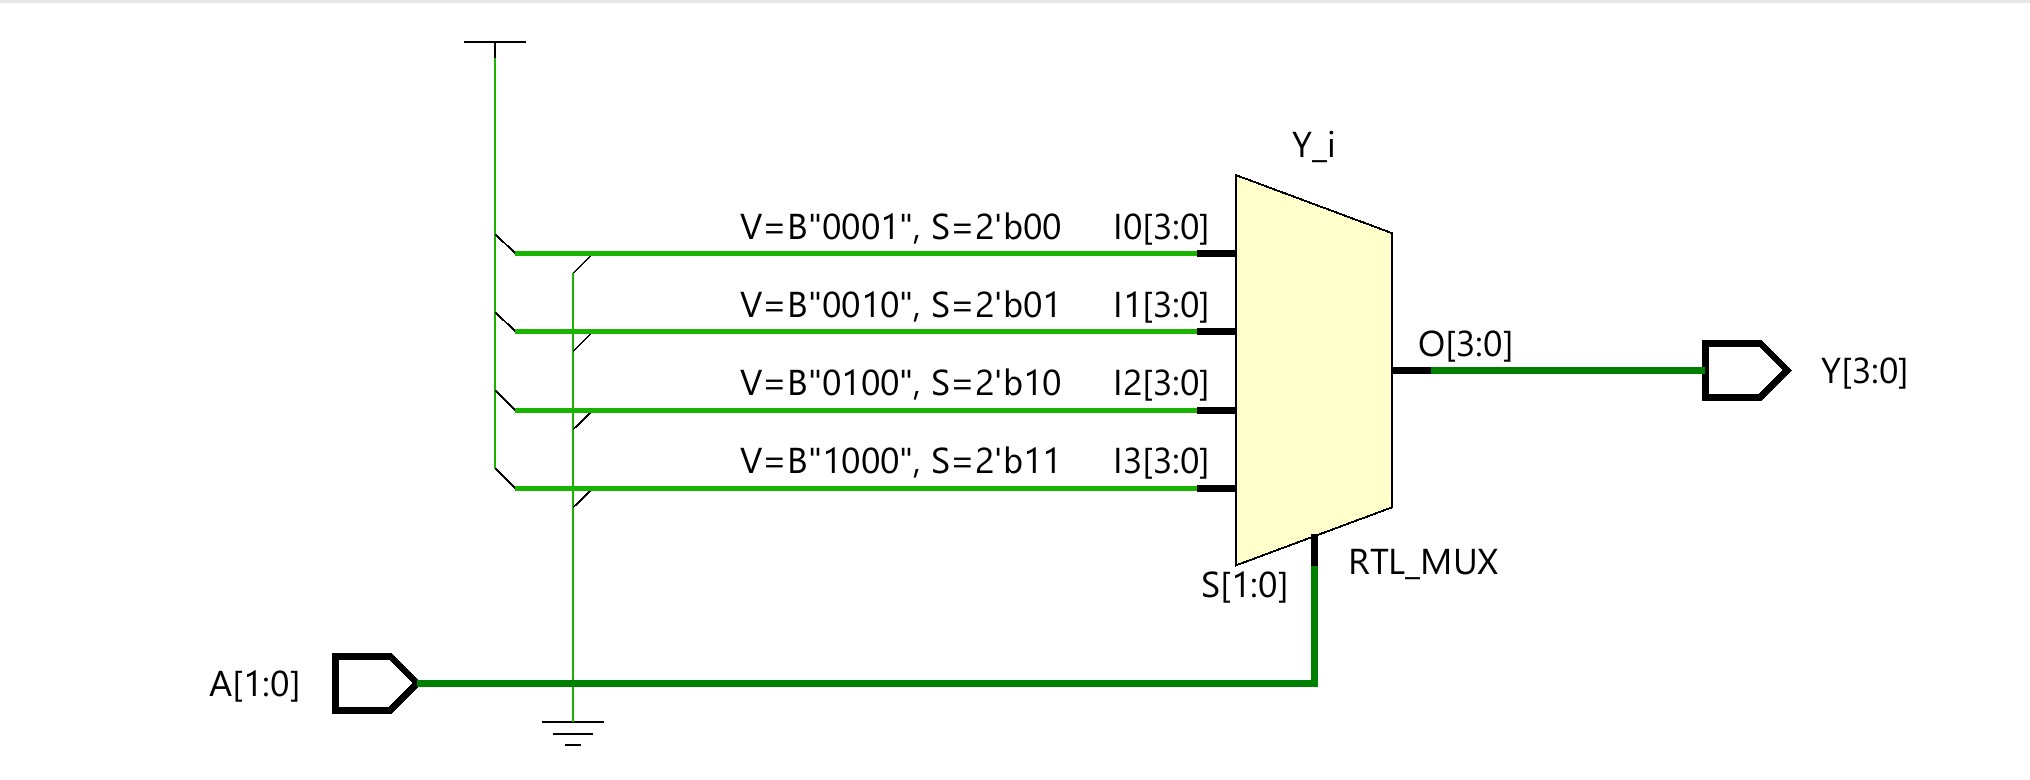 Y_i
V=B"0001", S=2'b00 I0[3:0]
V=B"0010", S=2'b01 I1[3:0]
O[3:0]
Y[3:0]
V=B"0100", S=2'b10 I2[3:0]
V=B"1000", S=2'b11 I3[3:0]
RTL_MUX
S[1:0]
A[1:0]